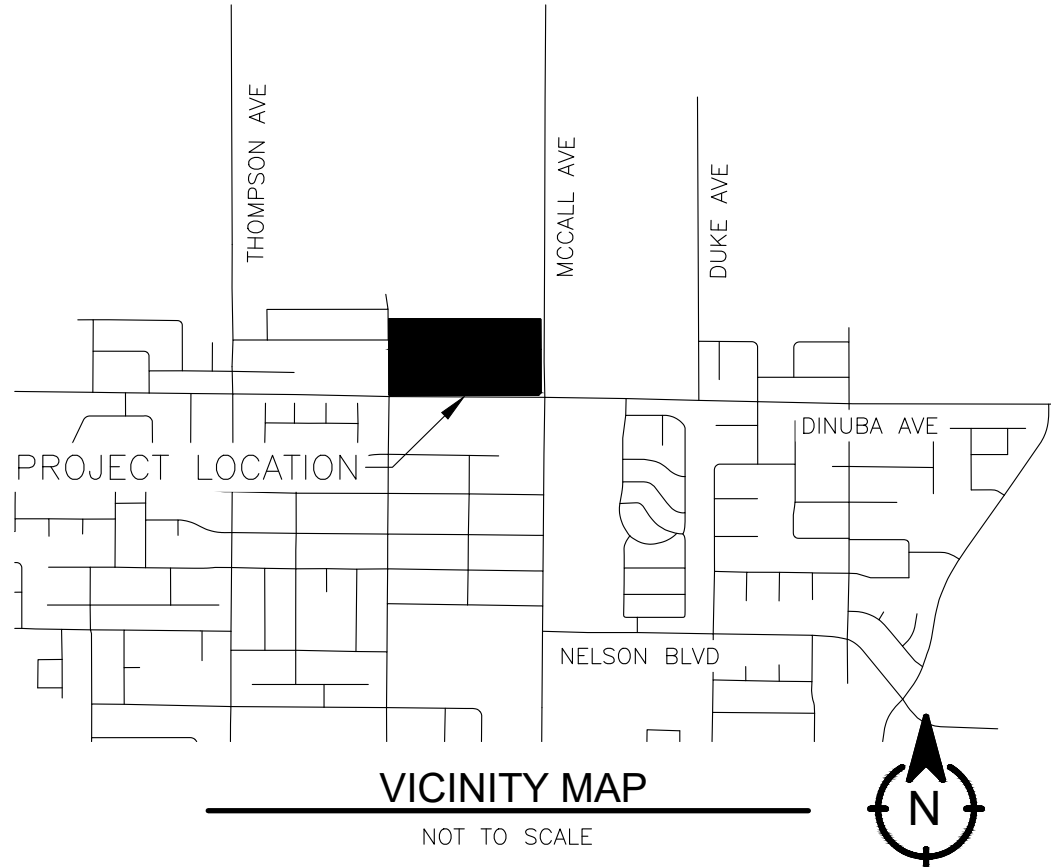 THOMPSON AVE
MCCALL AVE
DUKE AVE
DINUBA AVE
PROJECT LOCATION
NELSON BLVD
VICINITY MAP
NOT TO SCALE
N